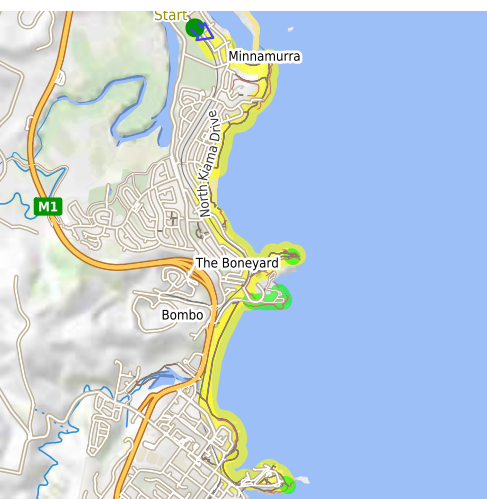 Start
Minnamurra
North Kiama Drive
M1
The Boneyard
Bombo